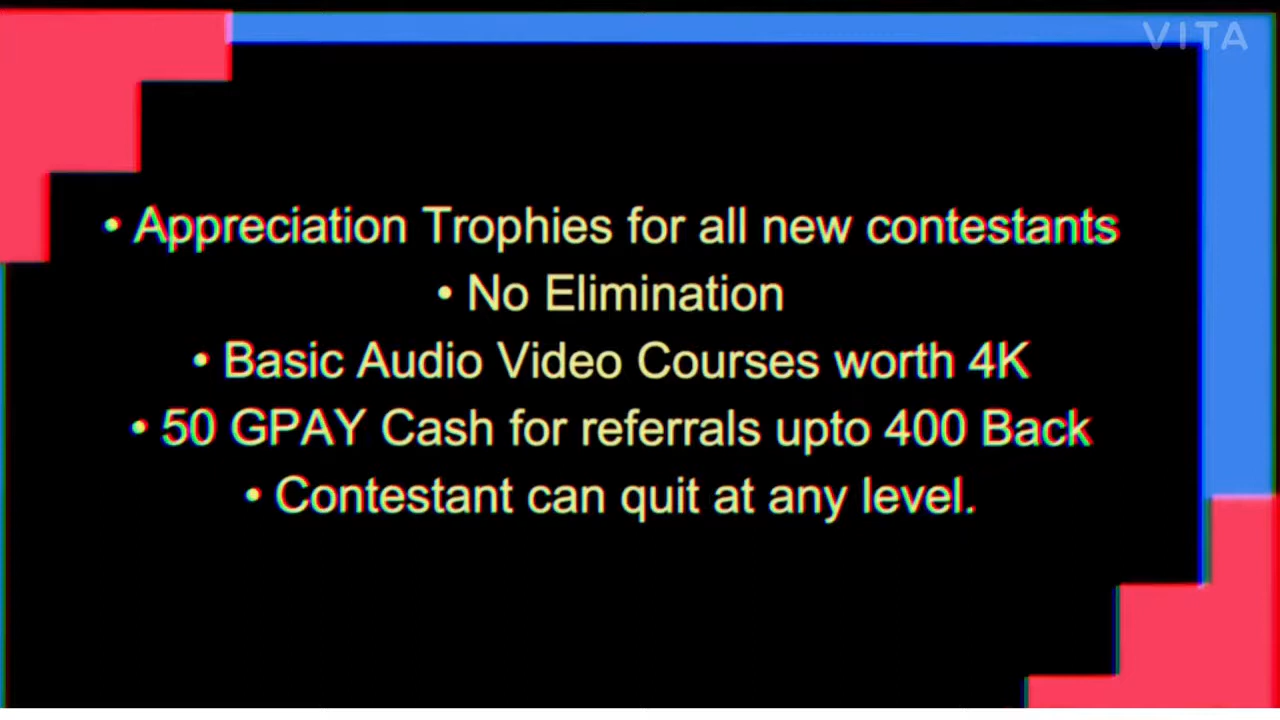 VITA
• Appreciation Trophies for all new contestants
• No Elimination
• Basic Audio Video Courses worth 4K
• 50 GPAY Cash for referrals upto 400 Back
• Contestant can quit at any level.